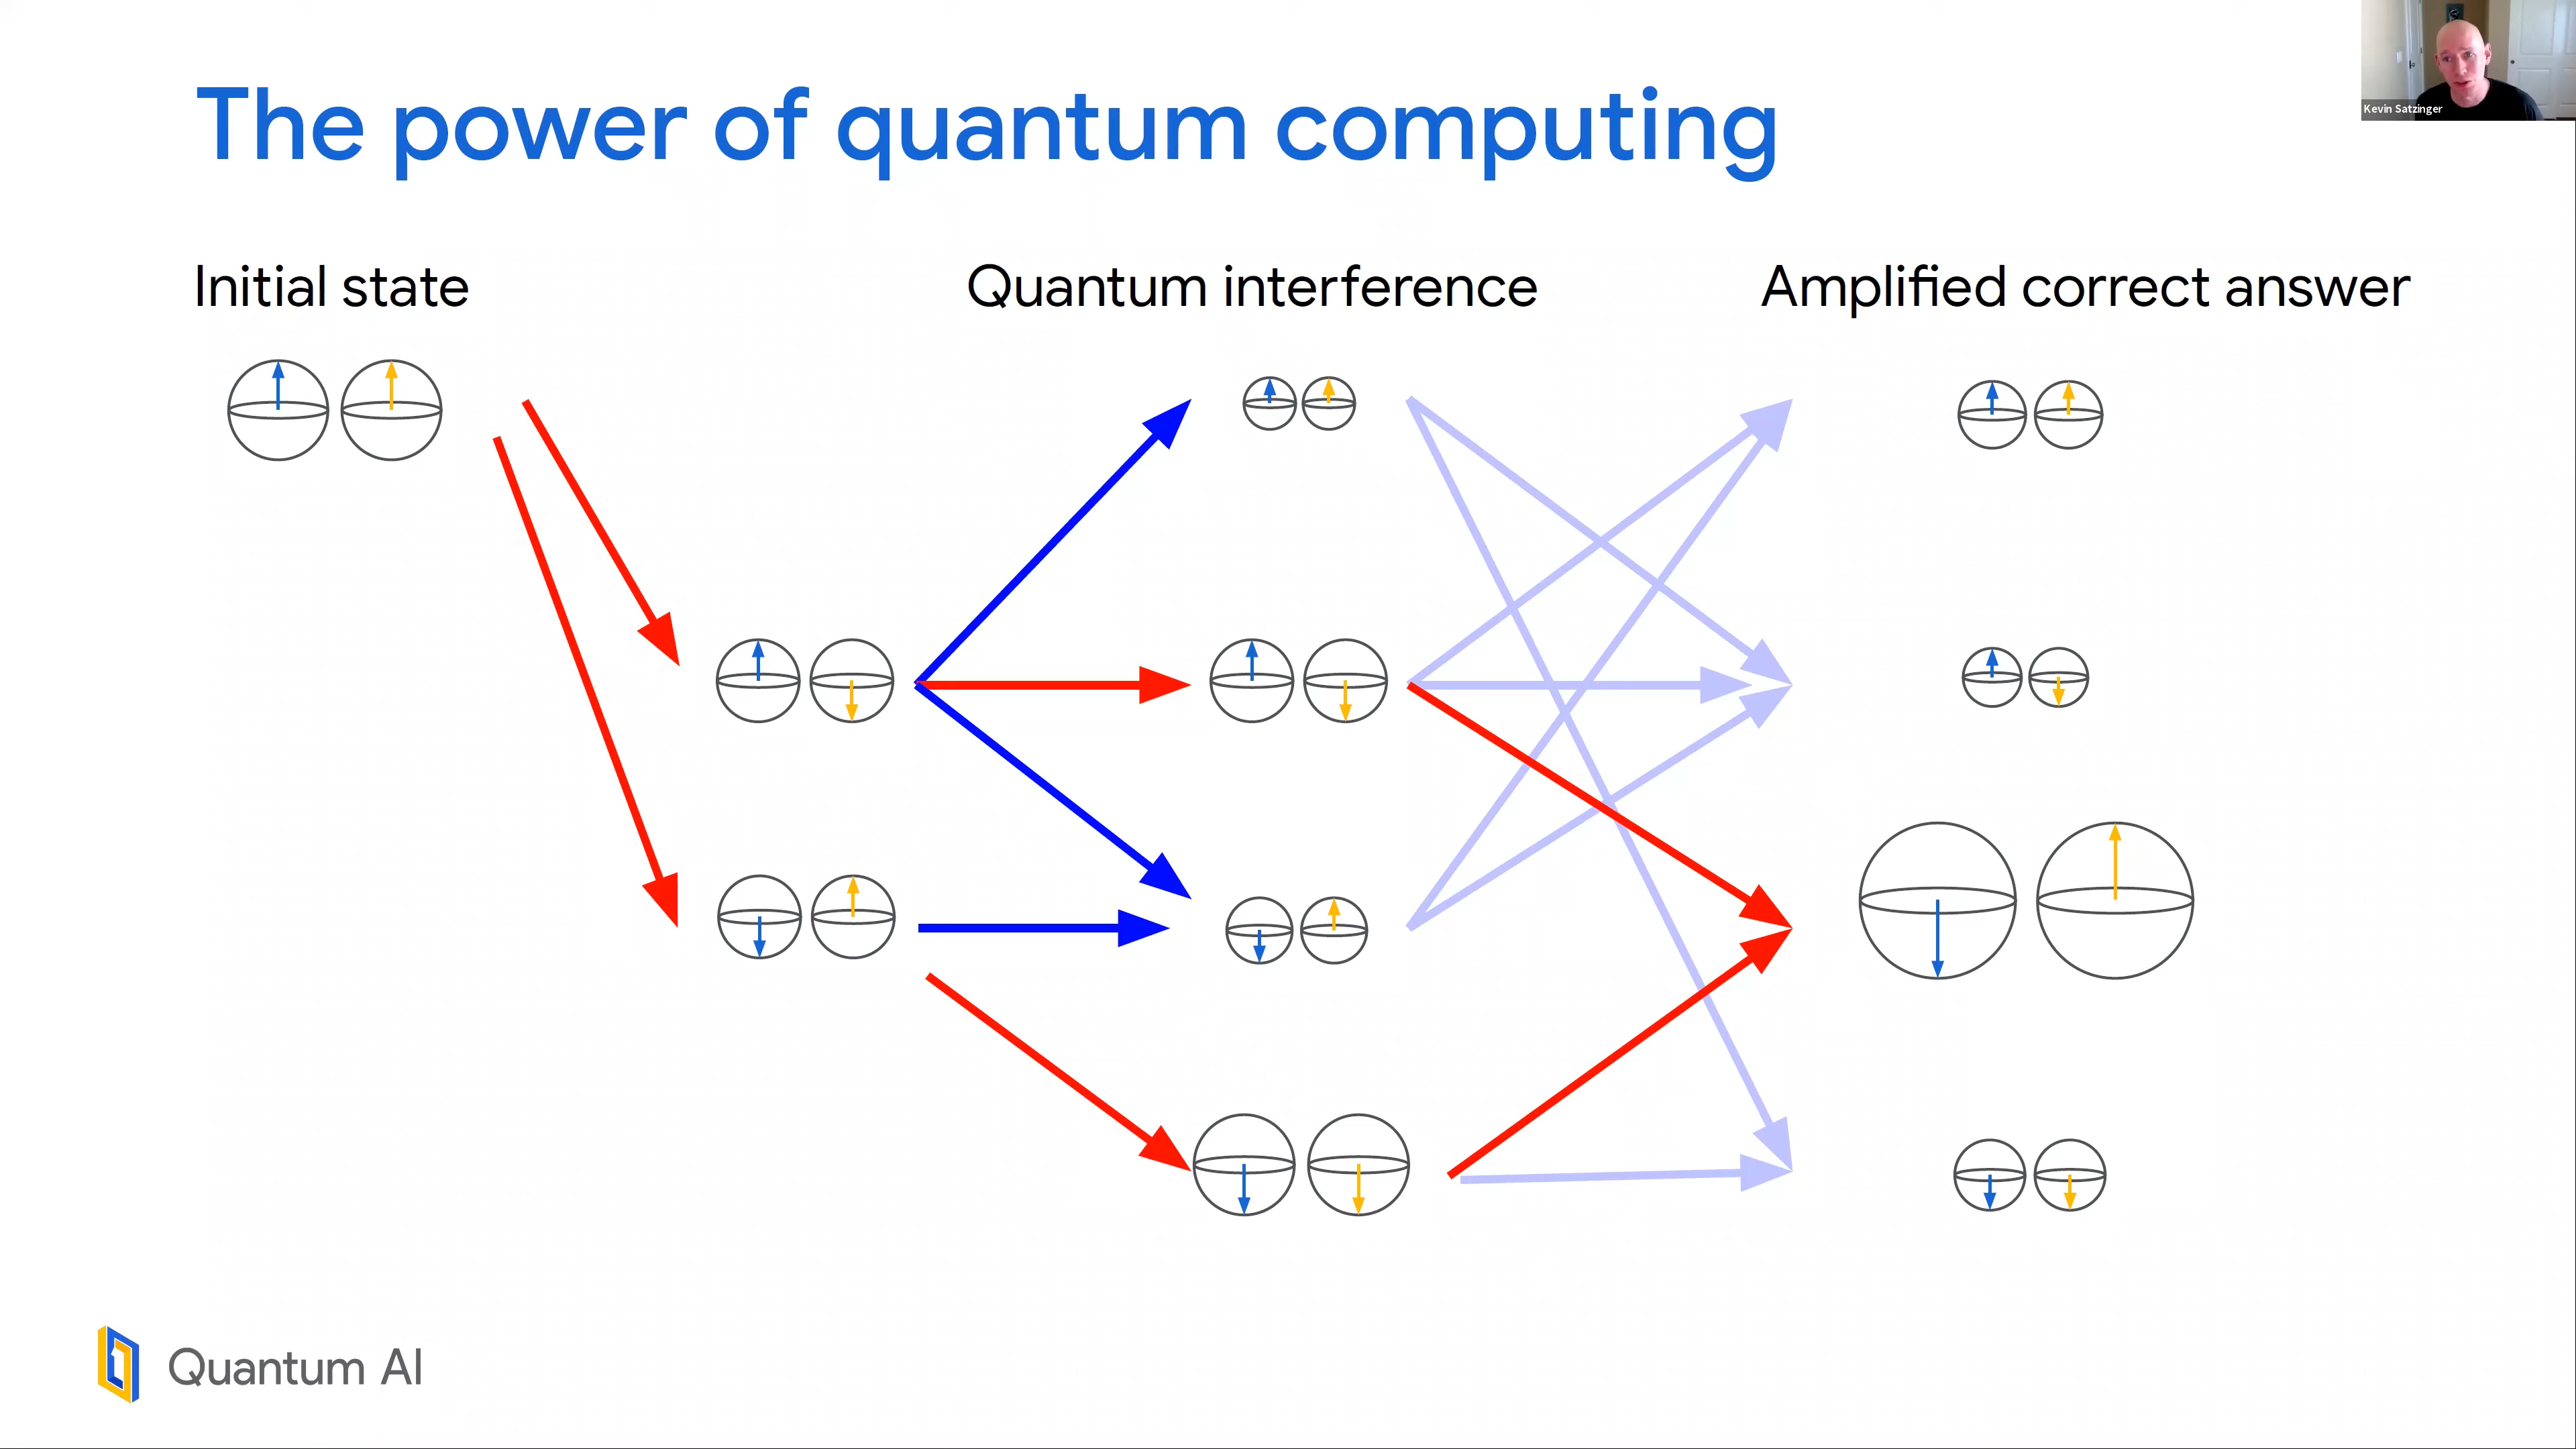 The power of quantum computing
Kevin Satzinger
Initial state
Quantum interference
Amplified correct answer
Quantum AI